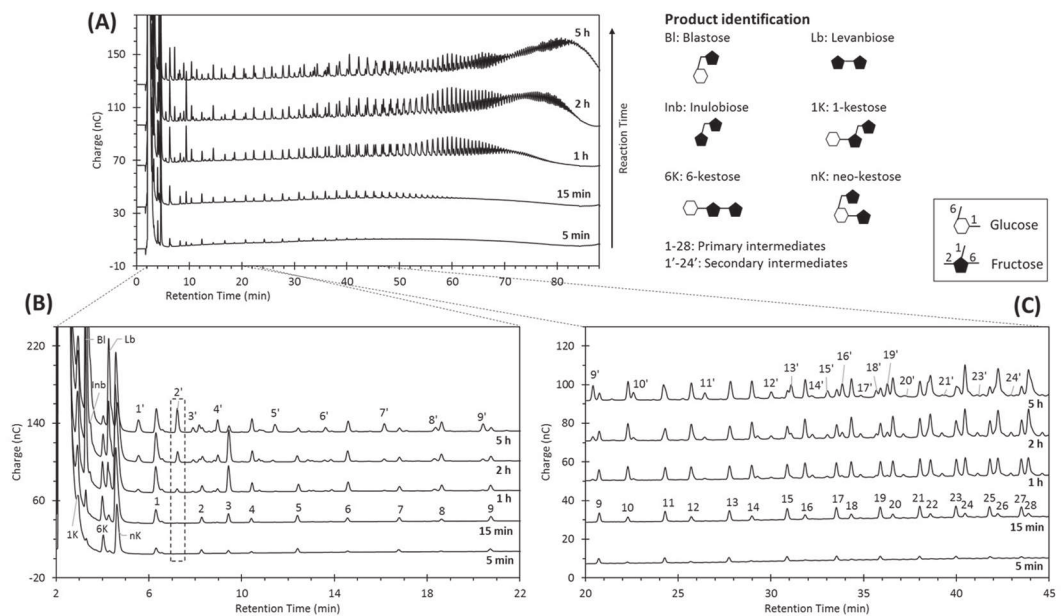 (A)
150
110
70
30
-10
Charge (nC)
5 h
2 h
1 h
15 min
5 min
Reaction Time
0 10 20 30 40 50 60 70 80
Retention Time (min)
Product identification
Bl: Blastose
Lb: Levanbiose
Inb: Inulobiose
1K: 1-kestose
6K: 6-kestose
nK: neo-kestose
1-28: Primary intermediates
1'-24': Secondary intermediates
6 1 Glucose
2 1 6 Fructose
(B)
220
140
60
-20
Charge (nC)
Bl
Lb
Inb
1' 2' 3' 4' 5' 6' 7' 8' 9'
5 h
2 h
1 h
1 2 3 4 5 6 7 8 9
15 min
1K
6K
nK
5 min
2 6 10 14 18 22
Retention Time (min)
(C)
120
100
80
60
40
20
0
Charge (nC)
9' 10' 11' 12' 13' 14' 15' 16' 17' 18' 19' 20' 21' 23' 24'
5 h
2 h
1 h
9 10 11 12 13 14 15 16 17 18 19 20 21 22 23 24 25 26 27 28
15 min
5 min
20 25 30 35 40 45
Retention Time (min)